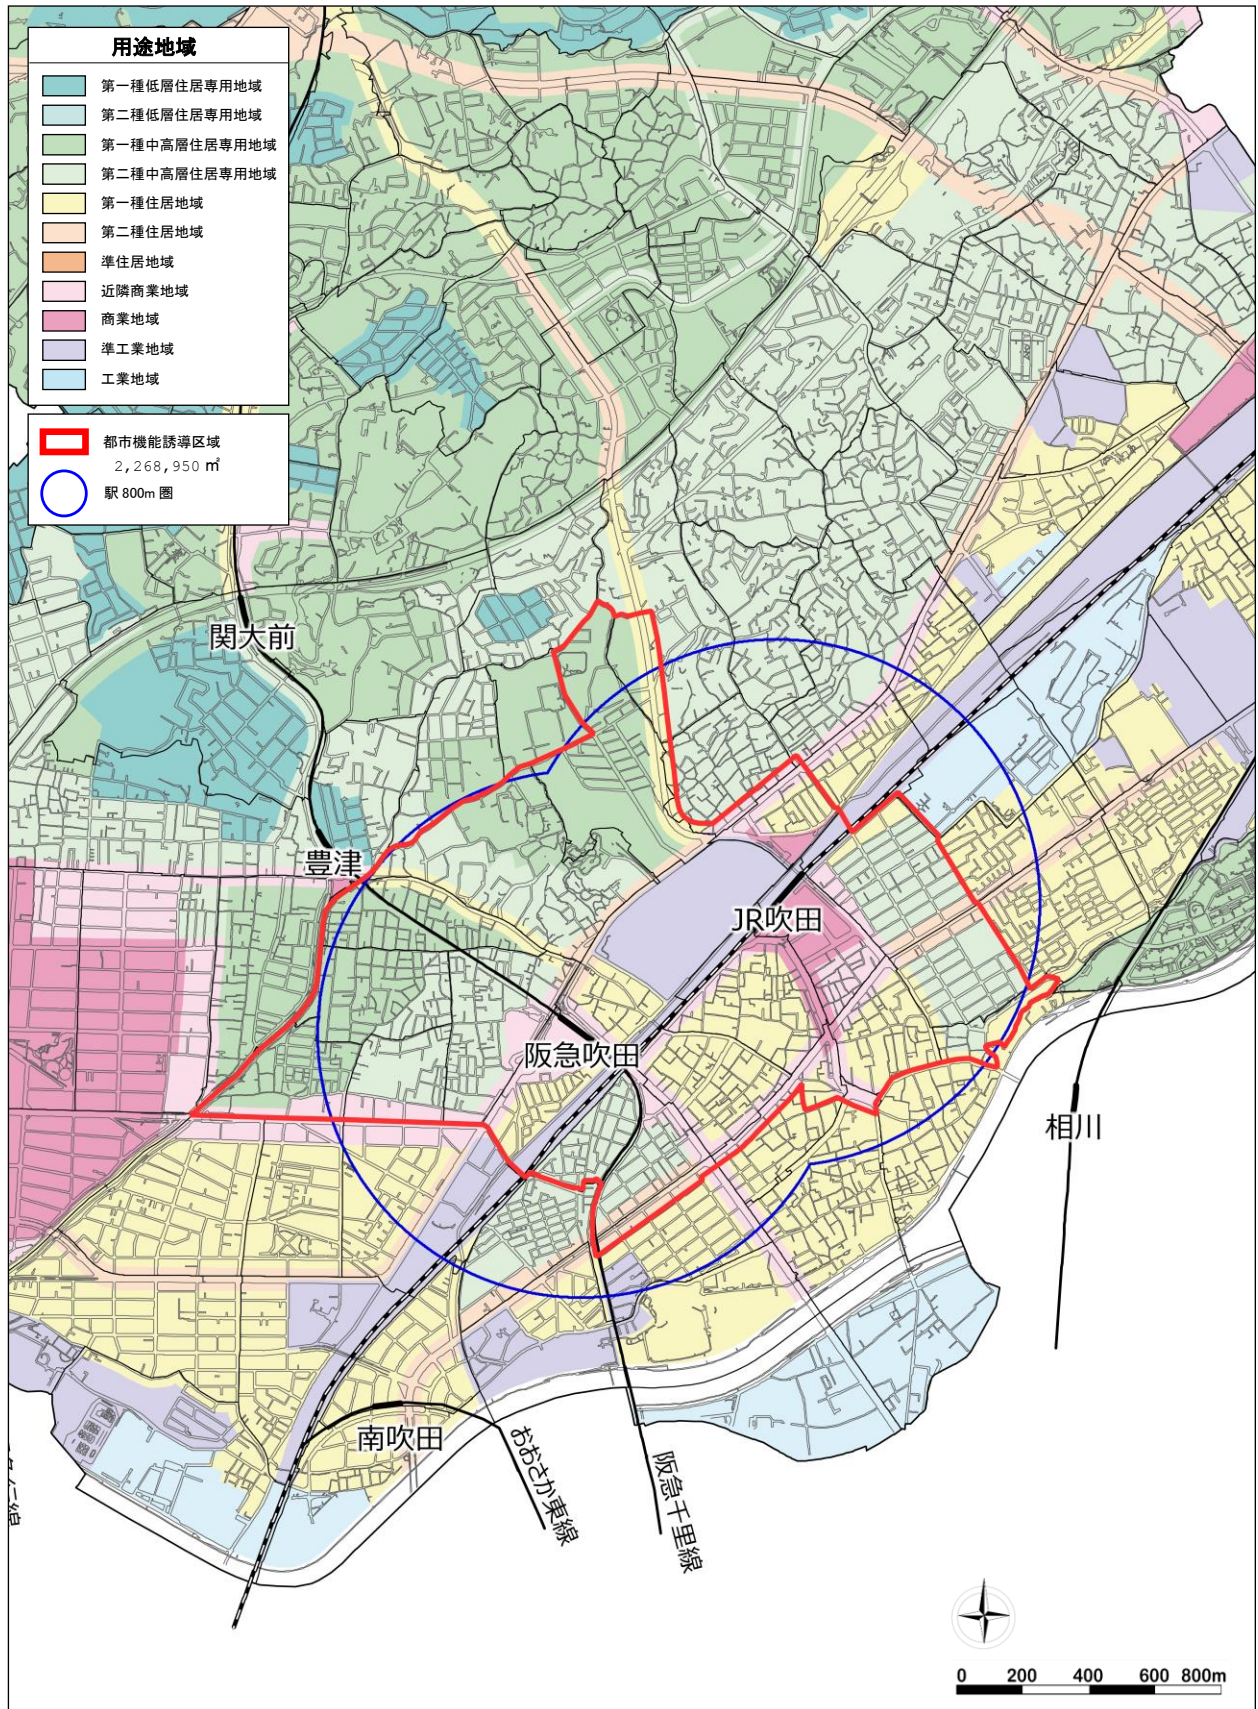 用途地域
第一種低層住居専用地域
第二種低層住居専用地域
第一種中高層住居専用地域
第二種中高層住居専用地域
第一種住居地域
第二種住居地域
準住居地域
近隣商業地域
商業地域
準工業地域
工業地域
都市機能誘導区域
2,268,950 ㎡
駅 800m 圏
関大前
豊津
JR吹田
阪急吹田
相川
南吹田
おおさか東線
阪急千里線
0 200 400 600 800m